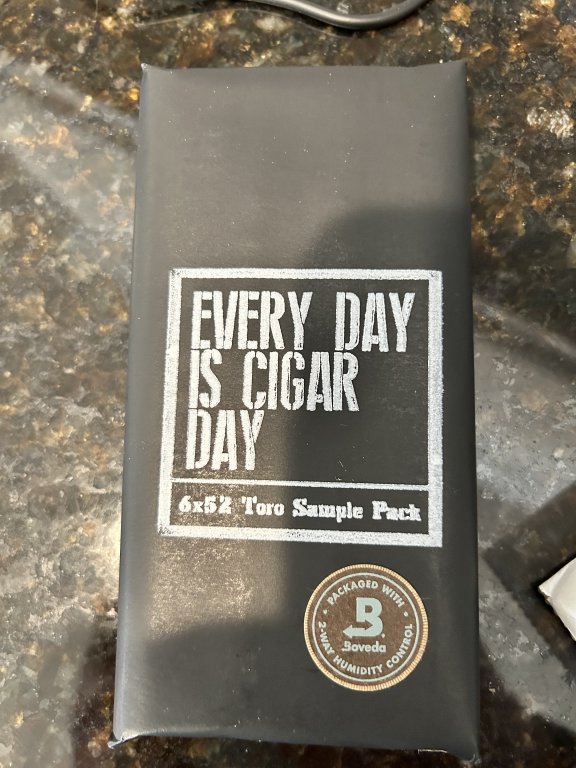 EVERY DAY
IS CIGAR
DAY
6x52 Toro Sample Pack
PACKAGED WITH
B
Boveda
2-WAY HUMIDITY CONTROL